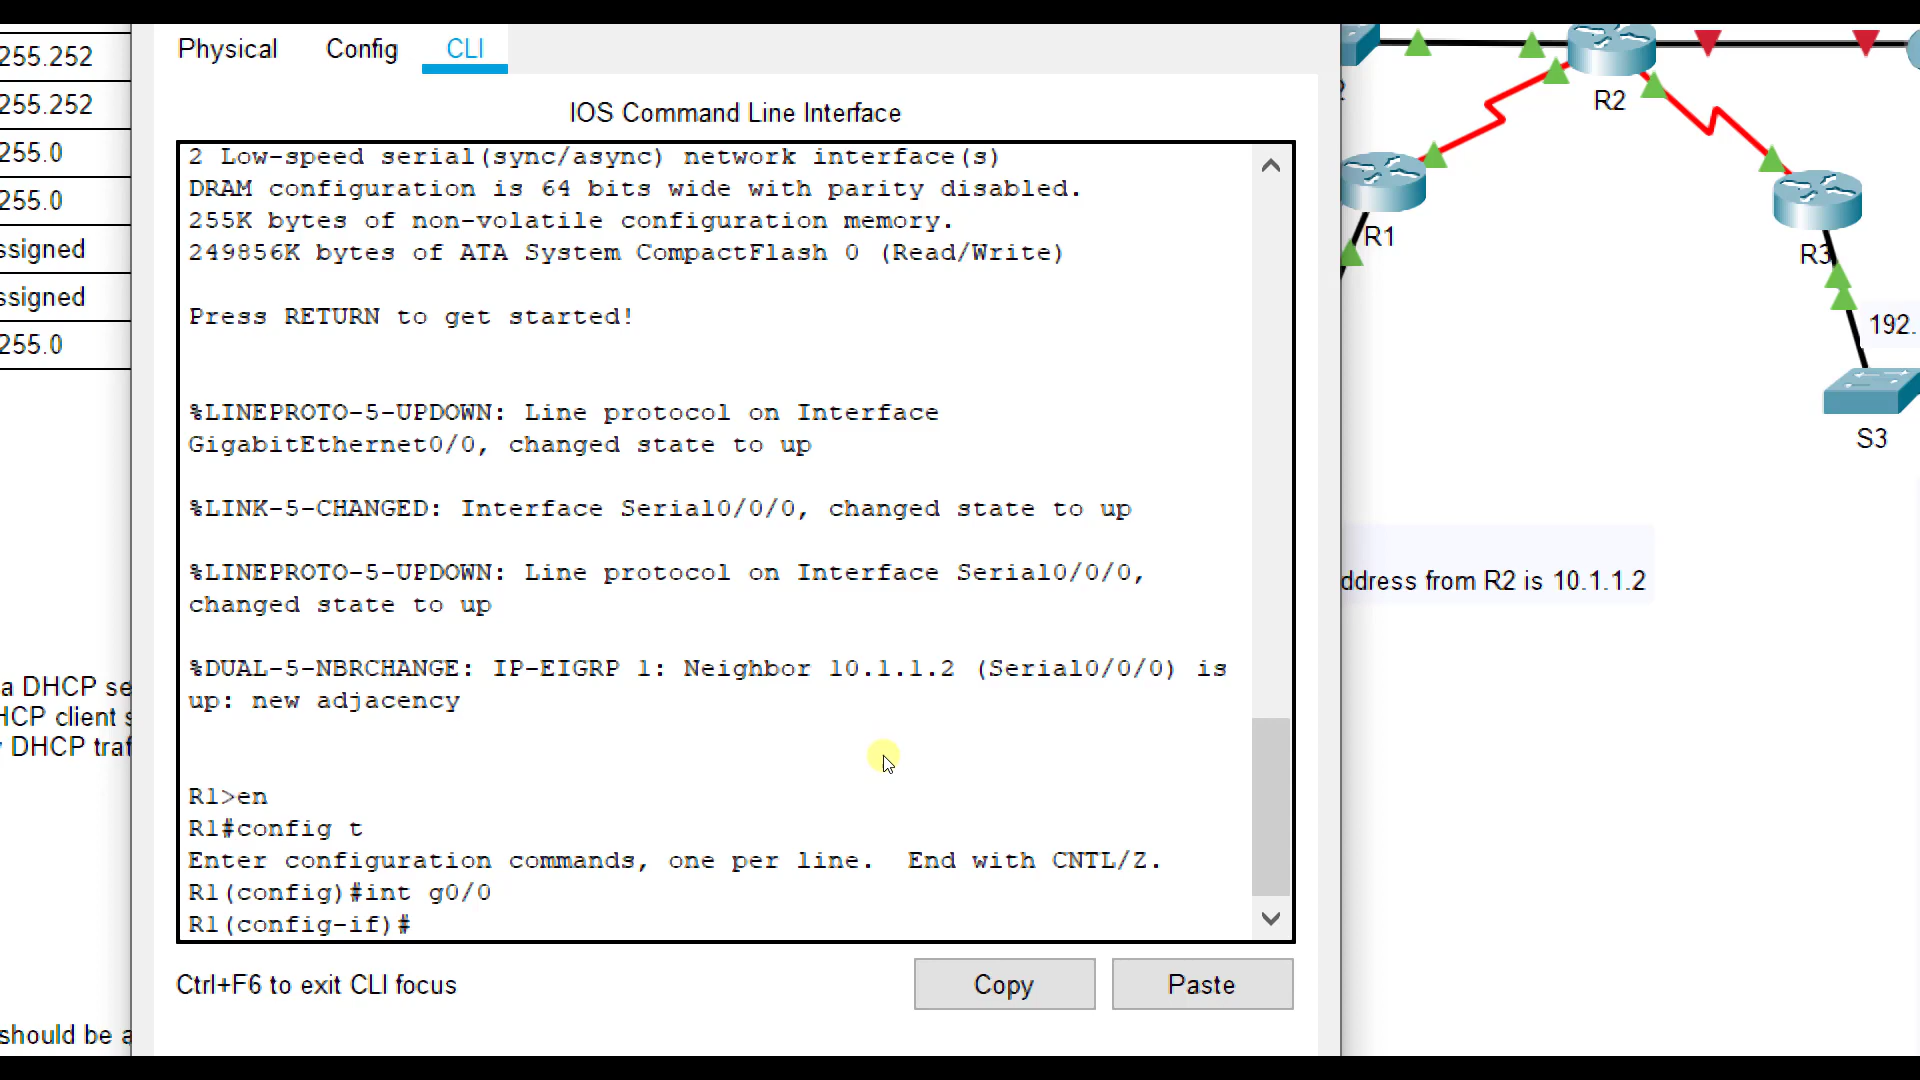 Physical
Config
CLI
IOS Command Line Interface
2 Low-speed serial(sync/async) network interface(s)
DRAM configuration is 64 bits wide with parity disabled.
255K bytes of non-volatile configuration memory.
249856K bytes of ATA System CompactFlash 0 (Read/Write)
Press RETURN to get started!
%LINEPROTO-5-UPDOWN: Line protocol on Interface
GigabitEthernet0/0, changed state to up
%LINK-5-CHANGED: Interface Serial0/0/0, changed state to up
%LINEPROTO-5-UPDOWN: Line protocol on Interface Serial0/0/0,
changed state to up
%DUAL-5-NBRCHANGE: IP-EIGRP 1: Neighbor 10.1.1.2 (Serial0/0/0) is
up: new adjacency
R1>en
R1#config t
Enter configuration commands, one per line.  End with CNTL/Z.
R1(config)#int g0/0
R1(config-if)#
Ctrl+F6 to exit CLI focus
Copy
Paste
255.252
255.252
255.0
255.0
ssigned
ssigned
255.0
a DHCP se
HCP client s
DHCP traf
should be a
R2
R1
R3
192.
S3
ddress from R2 is 10.1.1.2